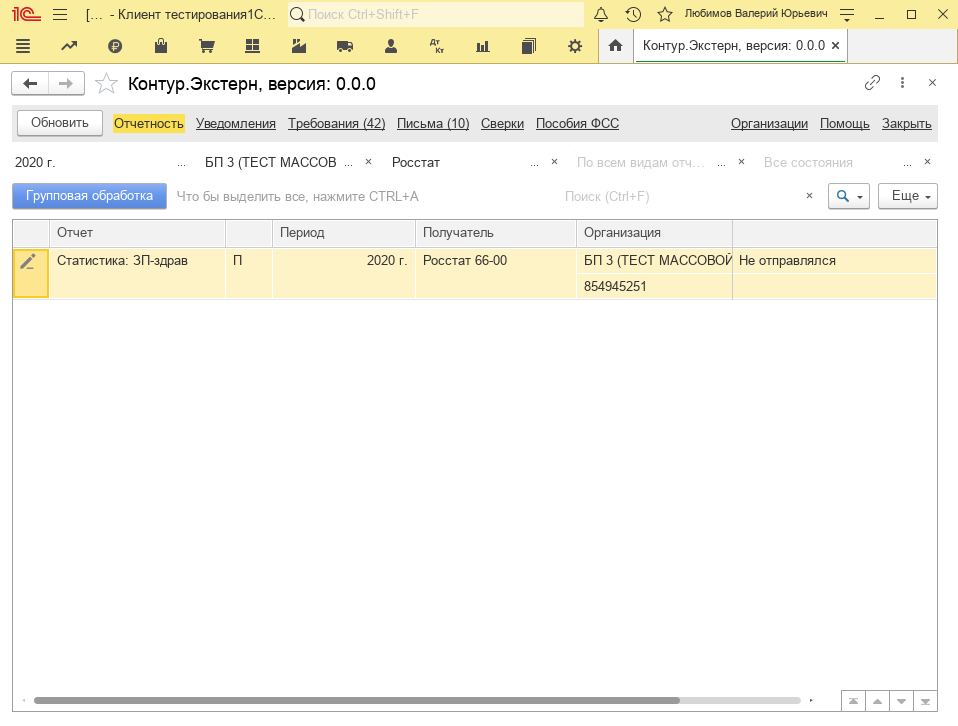 1С [... - Клиент тестирования1С... Поиск Ctrl+Shift+F Любимов Валерий Юрьевич
Дт Кт Контур.Экстерн, версия: 0.0.0 ×
Контур.Экстерн, версия: 0.0.0
Обновить Отчетность Уведомления Требования (42) Письма (10) Сверки Пособия ФСС Организации Помощь Закрыть
2020 г. ... БП 3 (ТЕСТ МАССОВ ... × Росстат ... × По всем видам отч... ... × Все состояния ... ×
Групповая обработка Что бы выделить все, нажмите CTRL+A Поиск (Ctrl+F) × Еще
Отчет Период Получатель Организация
Статистика: ЗП-здрав П 2020 г. Росстат 66-00 БП 3 (ТЕСТ МАССОВОЙ Не отправлялся
854945251